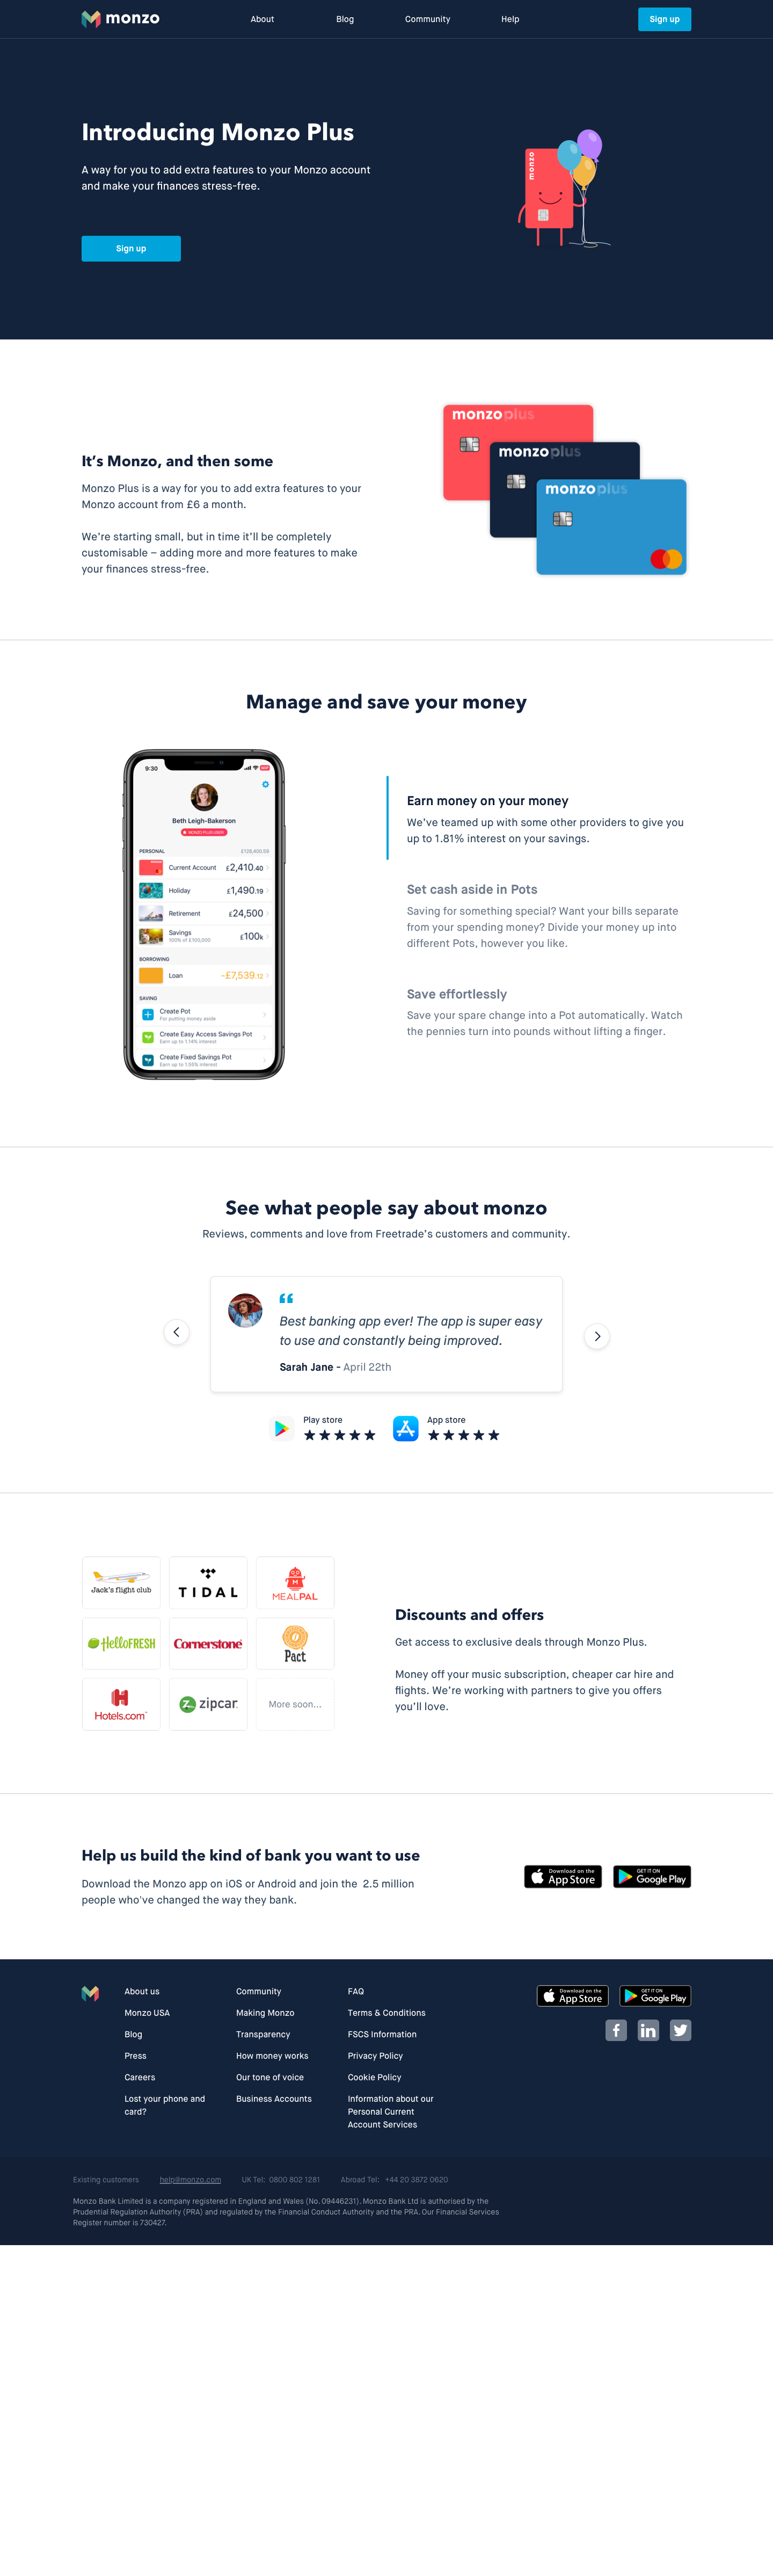 monzo
About
Blog
Community
Help
Sign up
Introducing Monzo Plus
A way for you to add extra features to your Monzo account
and make your finances stress-free.
Sign up
monzo
It’s Monzo, and then some
Monzo Plus is a way for you to add extra features to your
Monzo account from £6 a month.
We’re starting small, but in time it’ll be completely
customisable – adding more and more features to make
your finances stress-free.
monzoplus
monzoplus
monzoplus
Manage and save your money
9:30
Beth Leigh-Bakerson
MONZO PLUS USER
PERSONAL £128,400.59
Current Account £2,410.40
Holiday £1,490.19
Retirement £24,500
Savings £100k
100% of £100,000
BORROWING
Loan -£7,539.12
SAVING
Create Pot
For putting money aside
Create Easy Access Savings Pot
Earn up to 1.14% interest
Create Fixed Savings Pot
Earn up to 1.55% interest
Earn money on your money
We’ve teamed up with some other providers to give you
up to 1.81% interest on your savings.
Set cash aside in Pots
Saving for something special? Want your bills separate
from your spending money? Divide your money up into
different Pots, however you like.
Save effortlessly
Save your spare change into a Pot automatically. Watch
the pennies turn into pounds without lifting a finger.
See what people say about monzo
Reviews, comments and love from Freetrade’s customers and community.
“
Best banking app ever! The app is super easy
to use and constantly being improved.
Sarah Jane - April 22th
Play store
App store
Jack's flight club
TIDAL
MEALPAL
HelloFRESH
Cornerstone
Pact
Hotels.com
zipcar
More soon...
Discounts and offers
Get access to exclusive deals through Monzo Plus.
Money off your music subscription, cheaper car hire and
flights. We’re working with partners to give you offers
you’ll love.
Help us build the kind of bank you want to use
Download the Monzo app on iOS or Android and join the 2.5 million
people who've changed the way they bank.
Download on the
App Store
GET IT ON
Google Play
About us
Monzo USA
Blog
Press
Careers
Lost your phone and
card?
Community
Making Monzo
Transparency
How money works
Our tone of voice
Business Accounts
FAQ
Terms & Conditions
FSCS Information
Privacy Policy
Cookie Policy
Information about our
Personal Current
Account Services
Download on the
App Store
GET IT ON
Google Play
Existing customers help@monzo.com UK Tel: 0800 802 1281 Abroad Tel: +44 20 3872 0620
Monzo Bank Limited is a company registered in England and Wales (No. 09446231). Monzo Bank Ltd is authorised by the
Prudential Regulation Authority (PRA) and regulated by the Financial Conduct Authority and the PRA. Our Financial Services
Register number is 730427.